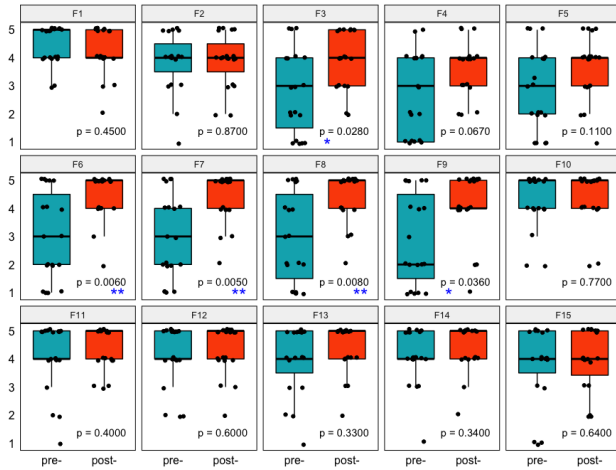 F1 F2 F3 F4 F5
5
4
3
2
1
p = 0.4500 p = 0.8700 p = 0.0280 p = 0.0670 p = 0.1100
*
F6 F7 F8 F9 F10
5
4
3
2
1
p = 0.0060 p = 0.0050 p = 0.0080 p = 0.0360 p = 0.7700
** ** ** *
F11 F12 F13 F14 F15
5
4
3
2
1
p = 0.4000 p = 0.6000 p = 0.3300 p = 0.3400 p = 0.6400
pre- post- pre- post- pre- post- pre- post- pre- post-